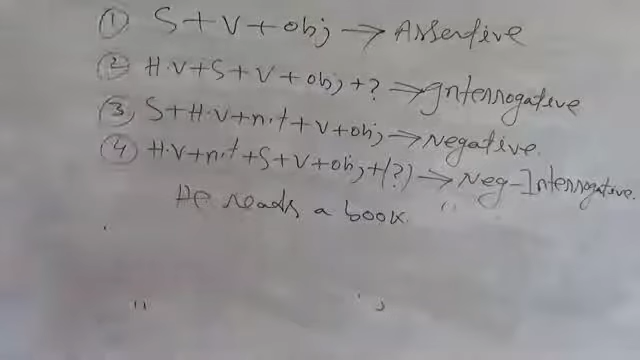 ① S+V+obj → Assertive
② H.V+S+V+obj+? → Interrogative
③ S+H.V+n,t+V+obj → Negative.
④ H.V+n,t+S+V+obj+(?) → Neg-Interrogative.
He reads a book.